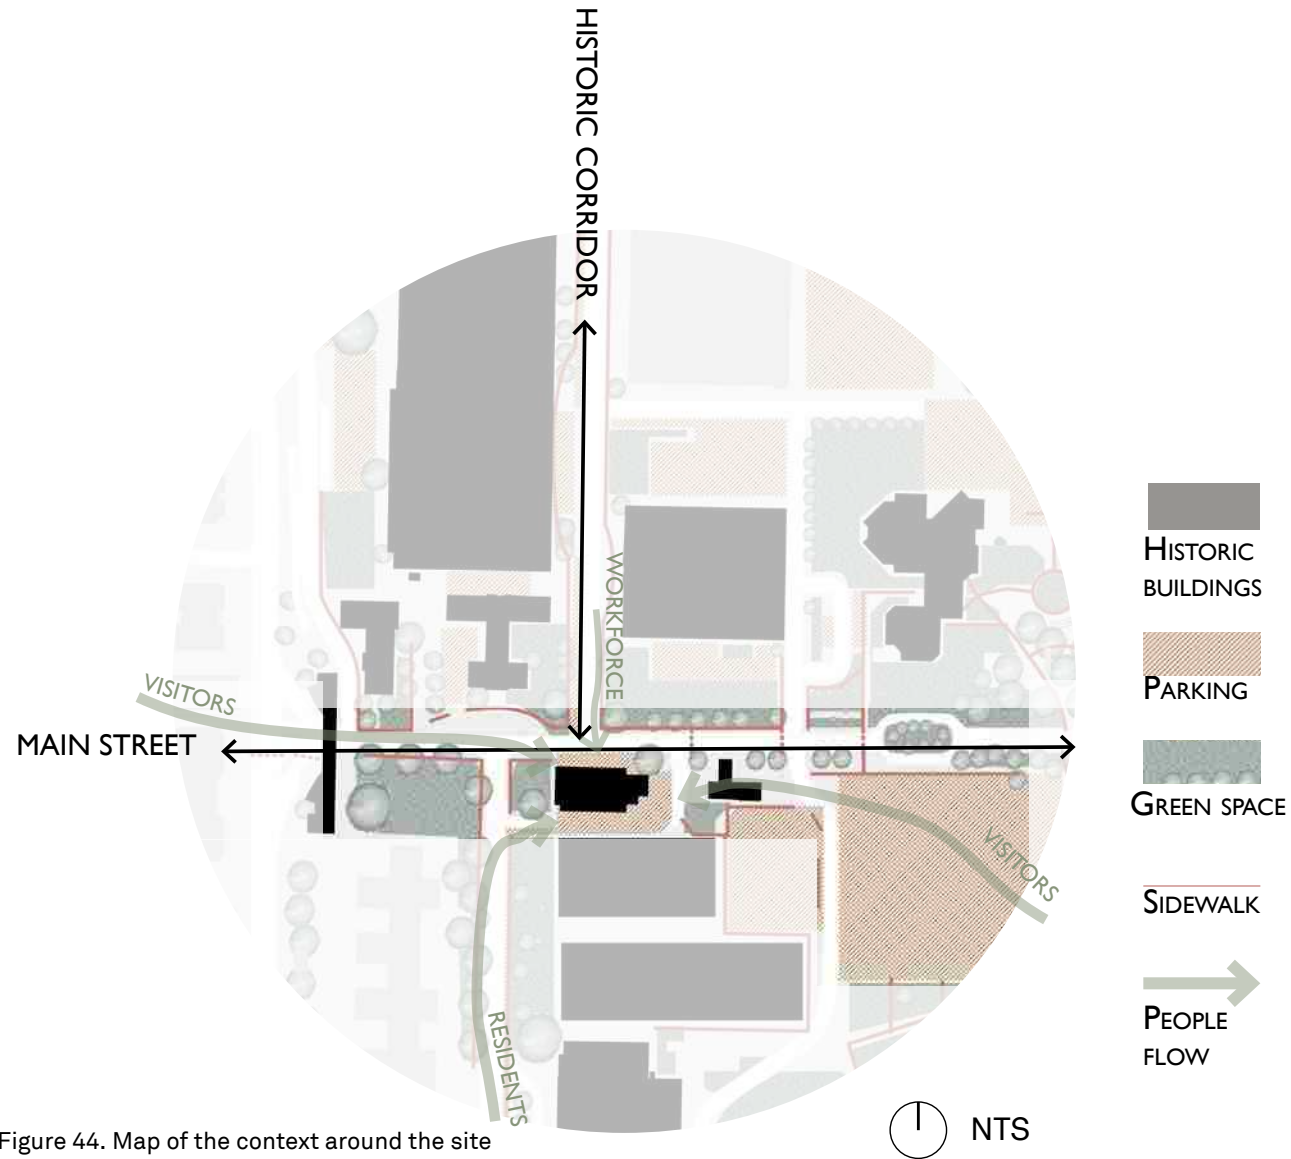 HISTORIC CORRIDOR
WORKFORCE
VISITORS
MAIN STREET
VISITORS
RESIDENTS
HISTORIC
BUILDINGS
PARKING
GREEN SPACE
SIDEWALK
PEOPLE
FLOW
NTS
Figure 44. Map of the context around the site